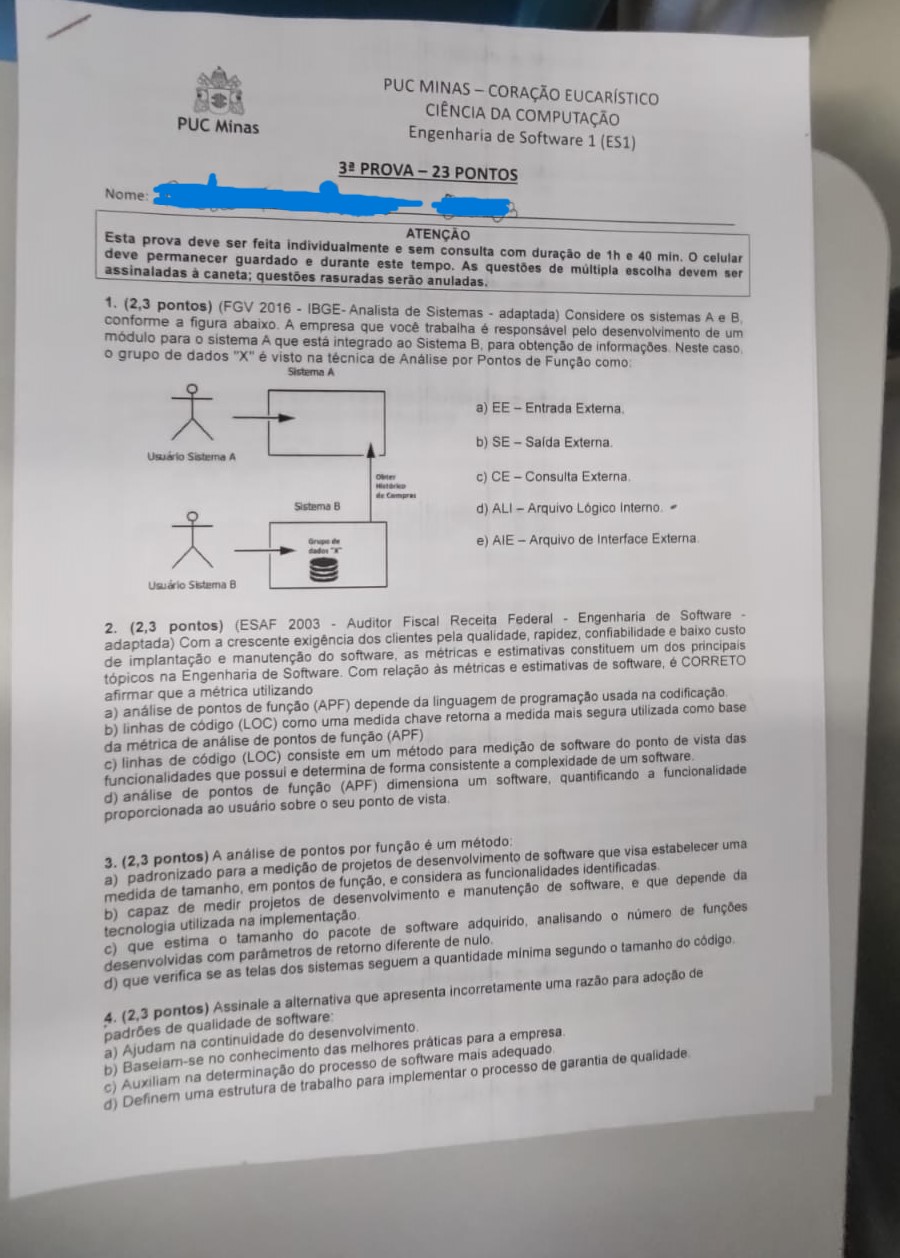 PUC Minas
PUC MINAS – CORAÇÃO EUCARÍSTICO
CIÊNCIA DA COMPUTAÇÃO
Engenharia de Software 1 (ES1)
3ª PROVA – 23 PONTOS
Nome:
ATENÇÃO
Esta prova deve ser feita individualmente e sem consulta com duração de 1h e 40 min. O celular
deve permanecer guardado e durante este tempo. As questões de múltipla escolha devem ser
assinaladas à caneta; questões rasuradas serão anuladas.
1. (2,3 pontos) (FGV 2016 - IBGE- Analista de Sistemas - adaptada) Considere os sistemas A e B,
conforme a figura abaixo. A empresa que você trabalha é responsável pelo desenvolvimento de um
módulo para o sistema A que está integrado ao Sistema B, para obtenção de informações. Neste caso,
o grupo de dados "X" é visto na técnica de Análise por Pontos de Função como:
Sistema A
Usuário Sistema A
Obter
Histórico
de Compras
Sistema B
Grupo de
dados "X"
Usuário Sistema B
a) EE – Entrada Externa.
b) SE – Saída Externa.
c) CE – Consulta Externa.
d) ALI – Arquivo Lógico Interno.
e) AIE – Arquivo de Interface Externa.
2. (2,3 pontos) (ESAF 2003 - Auditor Fiscal Receita Federal - Engenharia de Software -
adaptada) Com a crescente exigência dos clientes pela qualidade, rapidez, confiabilidade e baixo custo
de implantação e manutenção do software, as métricas e estimativas constituem um dos principais
tópicos na Engenharia de Software. Com relação às métricas e estimativas de software, é CORRETO
afirmar que a métrica utilizando
a) análise de pontos de função (APF) depende da linguagem de programação usada na codificação.
b) linhas de código (LOC) como uma medida chave retorna a medida mais segura utilizada como base
da métrica de análise de pontos de função (APF)
c) linhas de código (LOC) consiste em um método para medição de software do ponto de vista das
funcionalidades que possui e determina de forma consistente a complexidade de um software.
d) análise de pontos de função (APF) dimensiona um software, quantificando a funcionalidade
proporcionada ao usuário sobre o seu ponto de vista.
3. (2,3 pontos) A análise de pontos por função é um método:
a) padronizado para a medição de projetos de desenvolvimento de software que visa estabelecer uma
medida de tamanho, em pontos de função, e considera as funcionalidades identificadas.
b) capaz de medir projetos de desenvolvimento e manutenção de software, e que depende da
tecnologia utilizada na implementação.
c) que estima o tamanho do pacote de software adquirido, analisando o número de funções
desenvolvidas com parâmetros de retorno diferente de nulo.
d) que verifica se as telas dos sistemas seguem a quantidade mínima segundo o tamanho do código.
4. (2,3 pontos) Assinale a alternativa que apresenta incorretamente uma razão para adoção de
padrões de qualidade de software:
a) Ajudam na continuidade do desenvolvimento.
b) Baseiam-se no conhecimento das melhores práticas para a empresa.
c) Auxiliam na determinação do processo de software mais adequado.
d) Definem uma estrutura de trabalho para implementar o processo de garantia de qualidade.